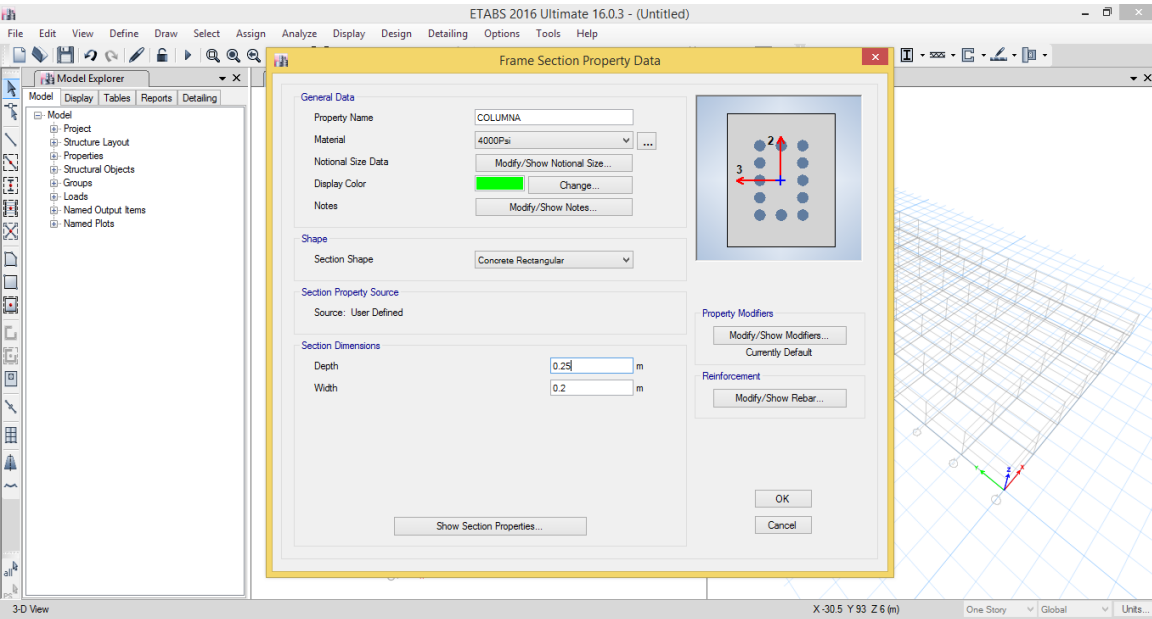 ETABS 2016 Ultimate 16.0.3 - (Untitled)
File Edit View Define Draw Select Assign Analyze Display Design Detailing Options Tools Help
Model Explorer
Model Display Tables Reports Detailing
Model
Project
Structure Layout
Properties
Structural Objects
Groups
Loads
Named Output Items
Named Plots
all
ps
Frame Section Property Data
General Data
Property Name COLUMNA
Material 4000Psi ...
Notional Size Data Modify/Show Notional Size...
Display Color Change...
Notes Modify/Show Notes...
Shape
Section Shape Concrete Rectangular
Section Property Source
Source: User Defined
Section Dimensions
Depth 0.25 m
Width 0.2 m
Show Section Properties...
2
3
Property Modifiers
Modify/Show Modifiers...
Currently Default
Reinforcement
Modify/Show Rebar...
OK
Cancel
3-D View X -30.5 Y 93 Z 6 (m) One Story Global Units...